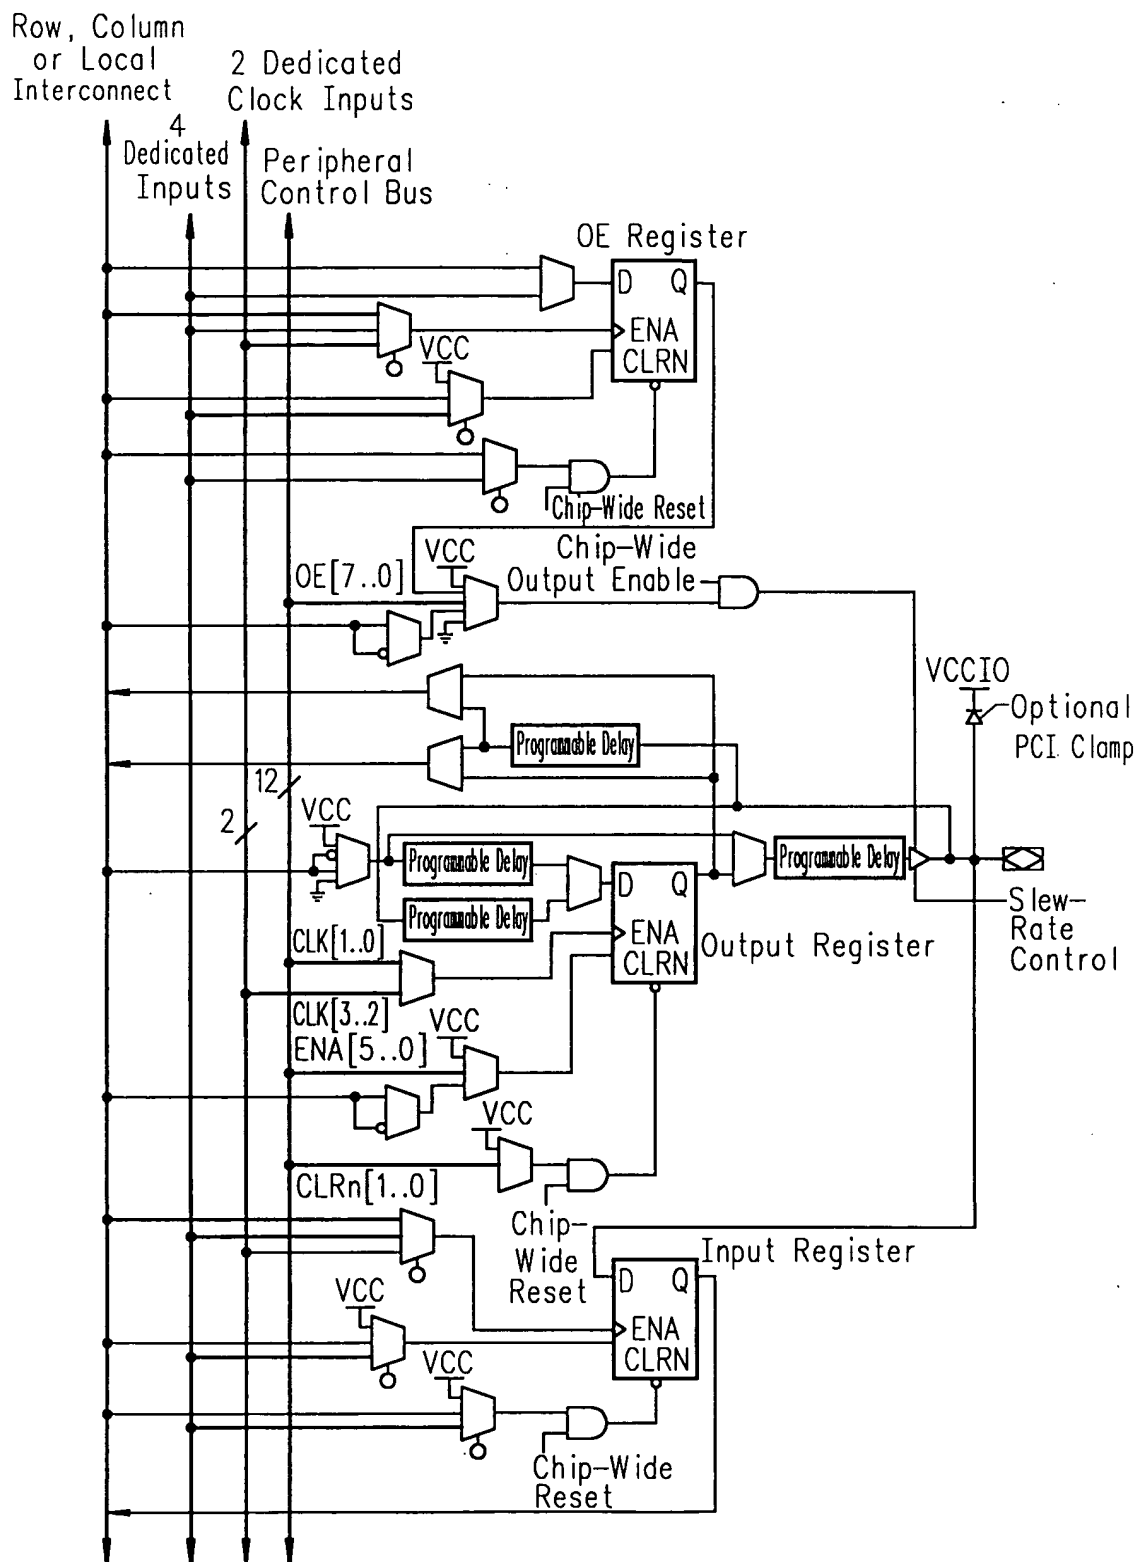 Row, Column
or Local
Interconnect
2 Dedicated
Clock Inputs
4
Dedicated
Inputs
Peripheral
Control Bus
OE Register
D Q
ENA
CLRN
VCC
Chip-Wide Reset
VCC
OE[7..0]
Chip-Wide
Output Enable
VCCIO
Optional
PCI Clamp
Programmable Delay
12
2
VCC
Programmable Delay
Programmable Delay
Programmable Delay
D Q
ENA
CLRN
Output Register
Slew-
Rate
Control
CLK[1..0]
CLK[3..2]
VCC
ENA[5..0]
VCC
CLRn[1..0]
Chip-
Wide
Reset
Input Register
D Q
ENA
CLRN
VCC
VCC
Chip-Wide
Reset